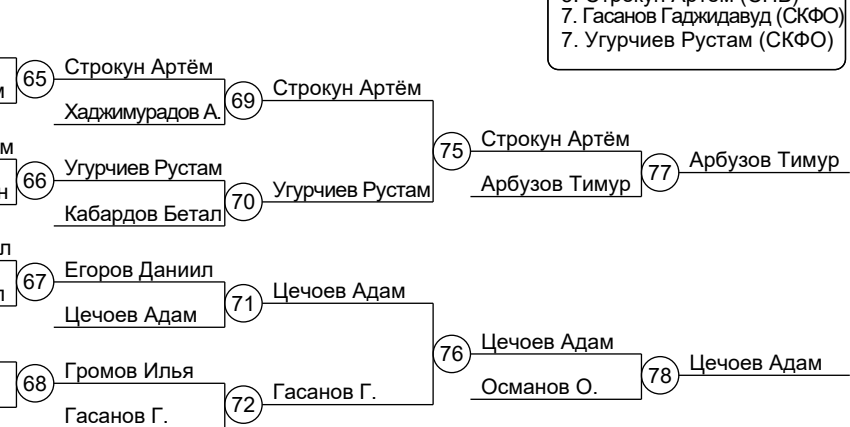 7. Гасанов Гаджидавуд (СКФО)
7. Угурчиев Рустам (СКФО)
65
Строкун Артём
Хаджимурадов А.
69
Строкун Артём
66
Угурчиев Рустам
Кабардов Бетал
70
Угурчиев Рустам
75
Строкун Артём
Арбузов Тимур
77
Арбузов Тимур
67
Егоров Даниил
Цечоев Адам
71
Цечоев Адам
68
Громов Илья
Гасанов Г.
72
Гасанов Г.
76
Цечоев Адам
Османов О.
78
Цечоев Адам